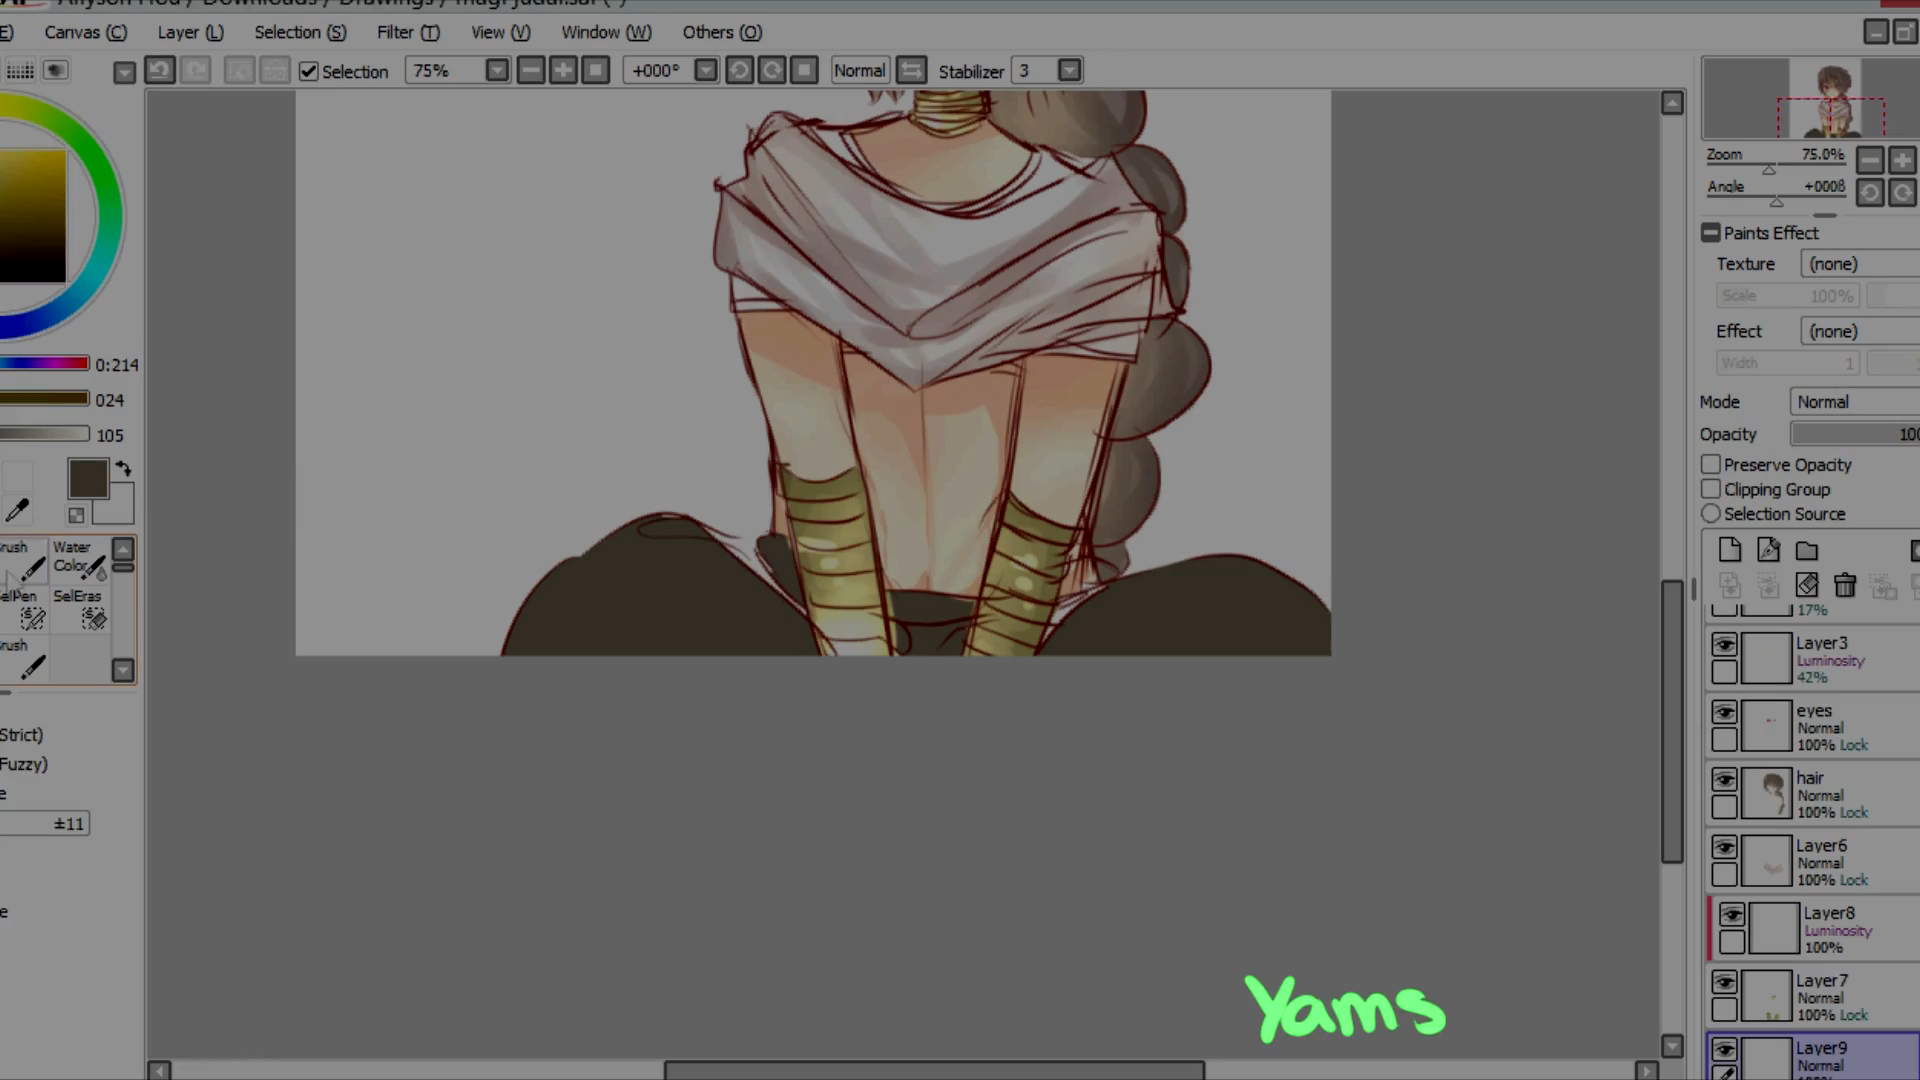 Canvas (C) Layer (L) Selection (S) Filter (T) View (V) Window (W) Others (O)
Selection 75% +000° Normal Stabilizer 3
Zoom 75.0%
Angle
Paints Effect
Texture (none)
Scale 100%
Effect (none)
Width 1
Mode Normal
Opacity 100
Preserve Opacity
Clipping Group
Selection Source
0:214
024
105
Water
Color
SelEras
Strict)
Fuzzy)
±11
17%
Layer3
Luminosity
42%
eyes
Normal
100% Lock
hair
Normal
100% Lock
Layer6
Normal
100% Lock
Layer8
Luminosity
100%
Layer7
Normal
100% Lock
Layer9
Normal
Yams